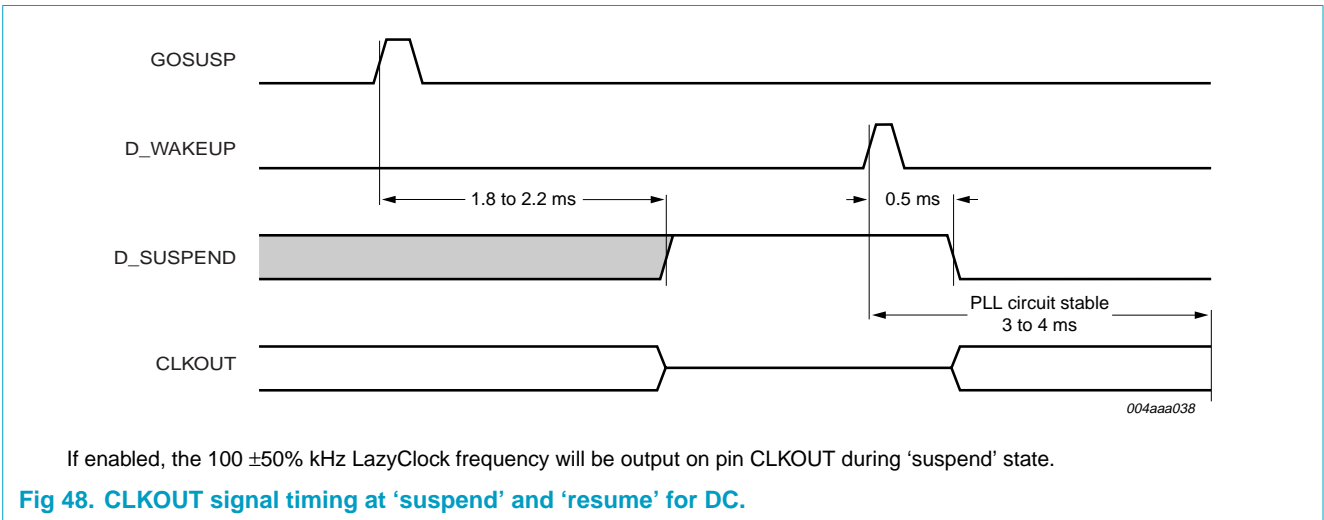 GOSUSP
D_WAKEUP
1.8 to 2.2 ms
0.5 ms
D_SUSPEND
PLL circuit stable
3 to 4 ms
CLKOUT
004aaa038
If enabled, the 100 ±50% kHz LazyClock frequency will be output on pin CLKOUT during ‘suspend’ state.
Fig 48. CLKOUT signal timing at ‘suspend’ and ‘resume’ for DC.